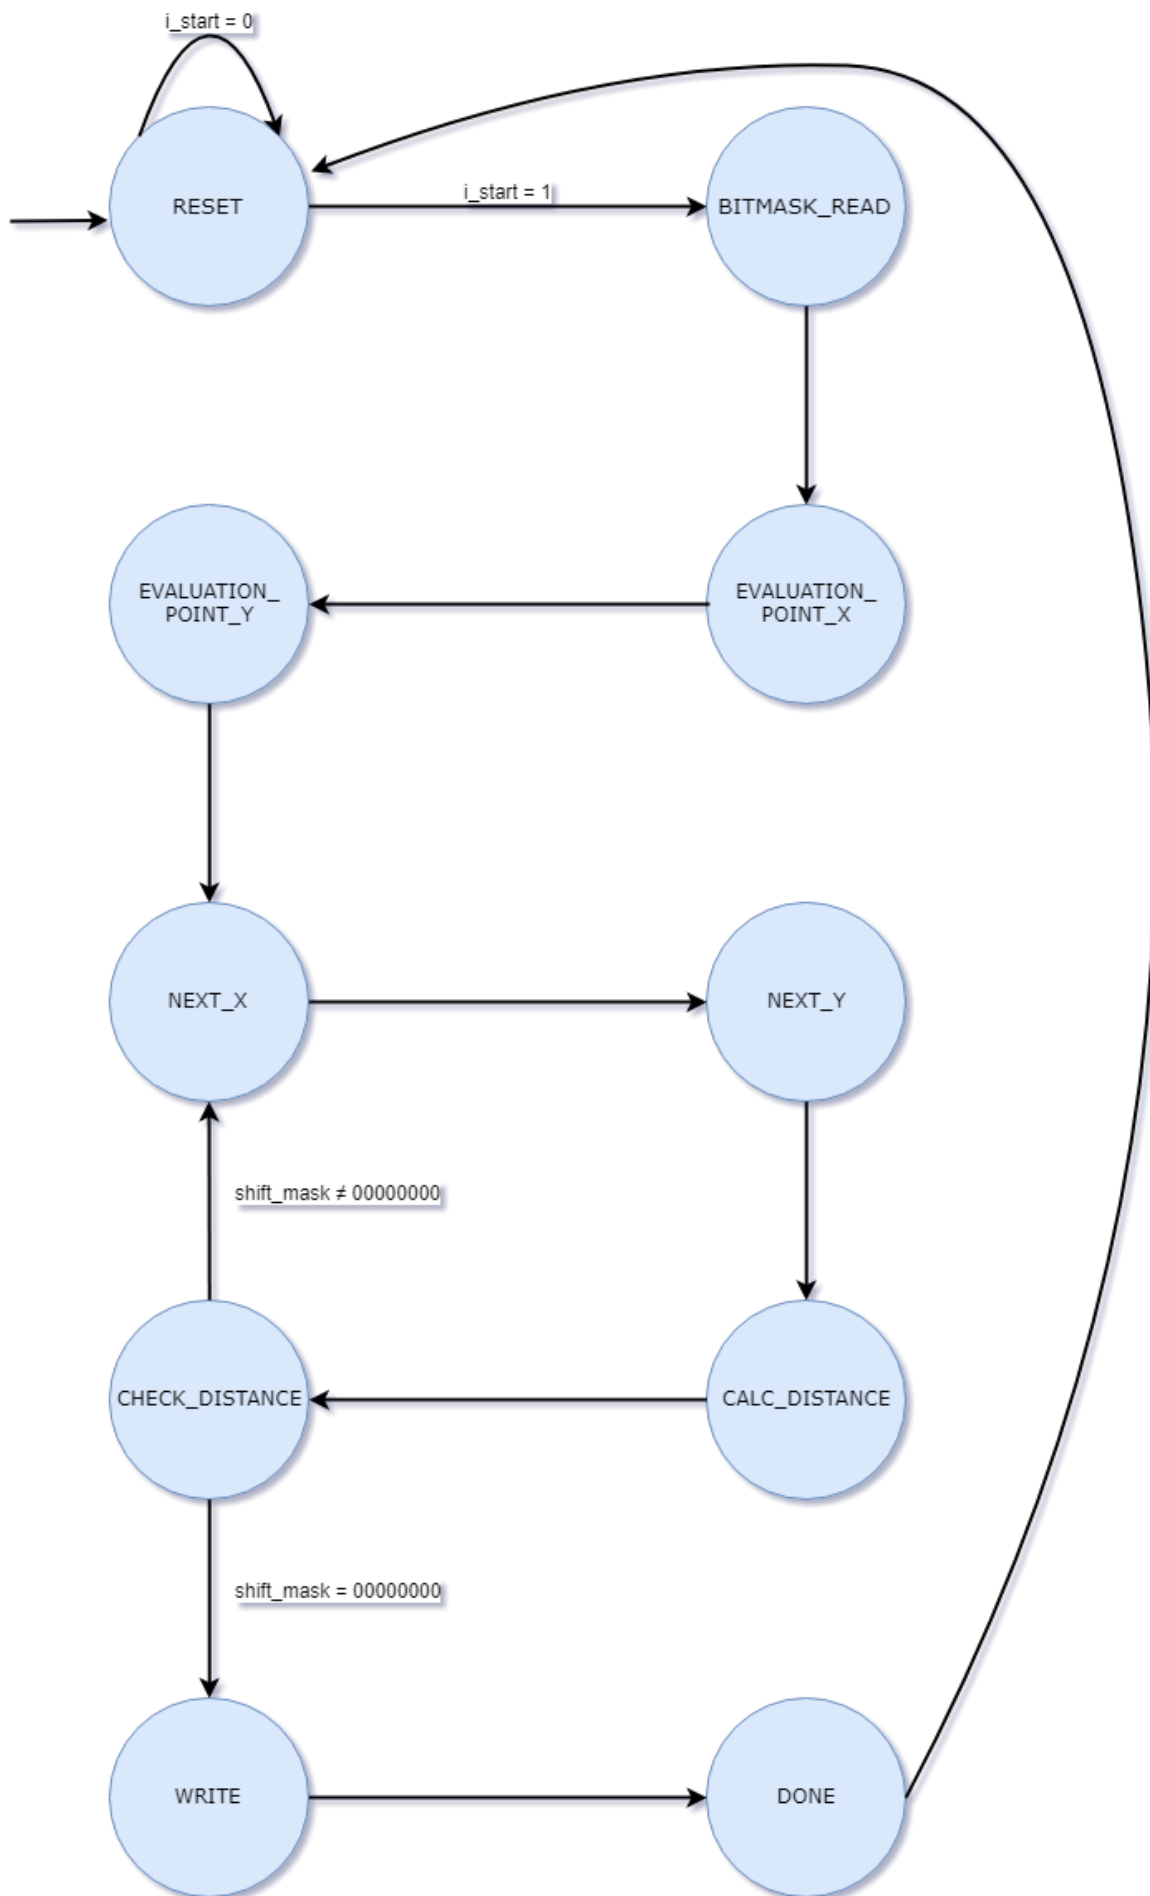 i_start = 0
RESET
i_start = 1
BITMASK_READ
EVALUATION_
POINT_Y
EVALUATION_
POINT_X
NEXT_X
NEXT_Y
shift_mask ≠ 00000000
CHECK_DISTANCE
CALC_DISTANCE
shift_mask = 00000000
WRITE
DONE